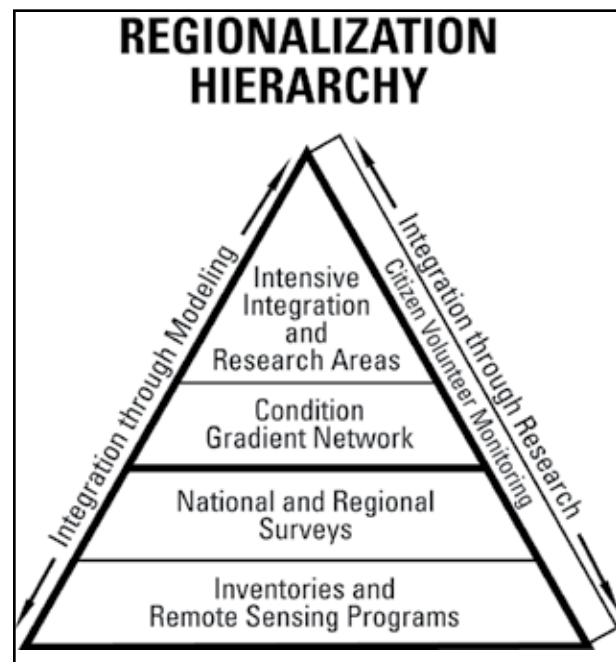 REGIONALIZATION
HIERARCHY
Integration through Modeling
Intensive
Integration
and
Research Areas
Condition
Gradient Network
National and Regional
Surveys
Inventories and
Remote Sensing Programs
Citizen Volunteer Monitoring
Integration through Research